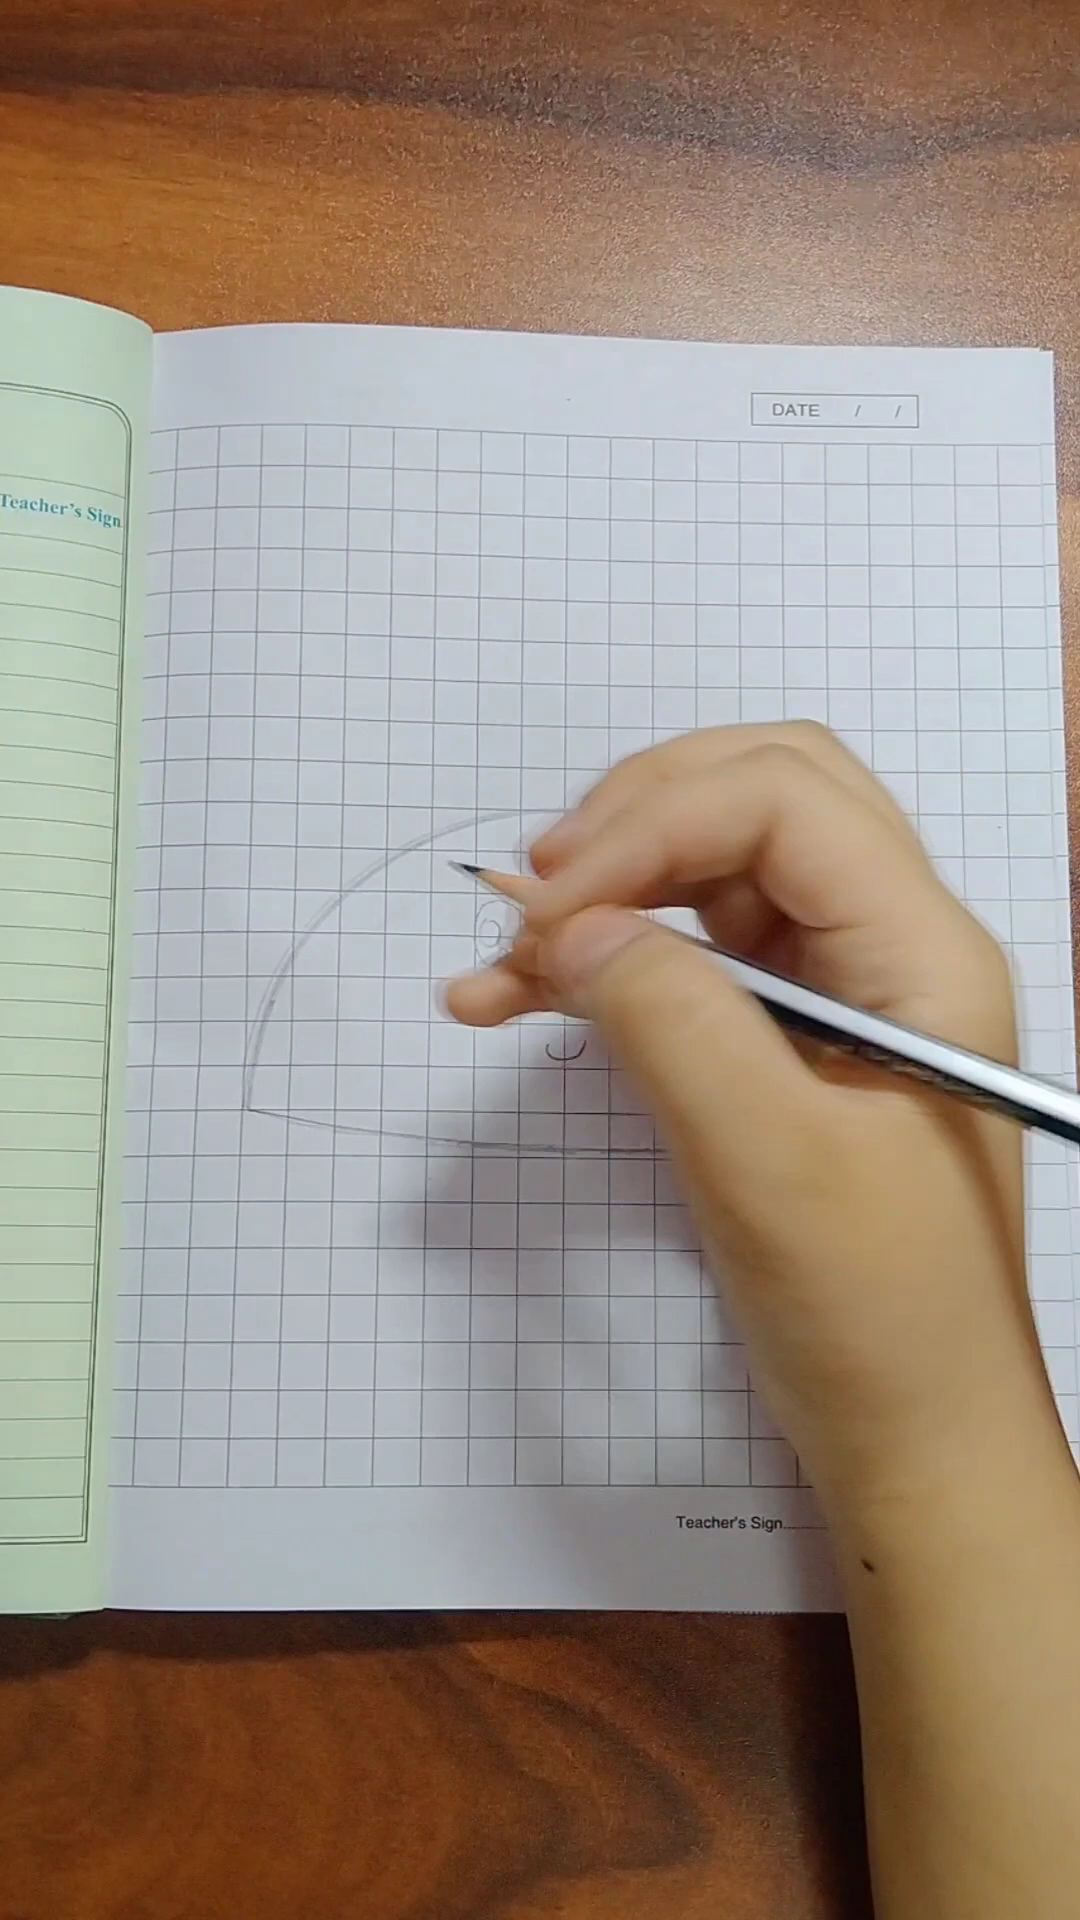 DATE / /
Teacher's Sign
Teacher's Sign..........